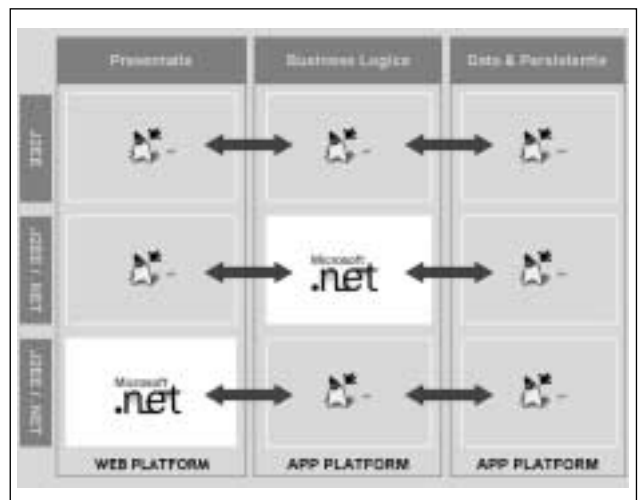 Presentatie
Business Logica
Data & Persistentie
J2EE
J2EE / .NET
Microsoft
.net
J2EE / .NET
Microsoft
.net
WEB PLATFORM
APP PLATFORM
APP PLATFORM